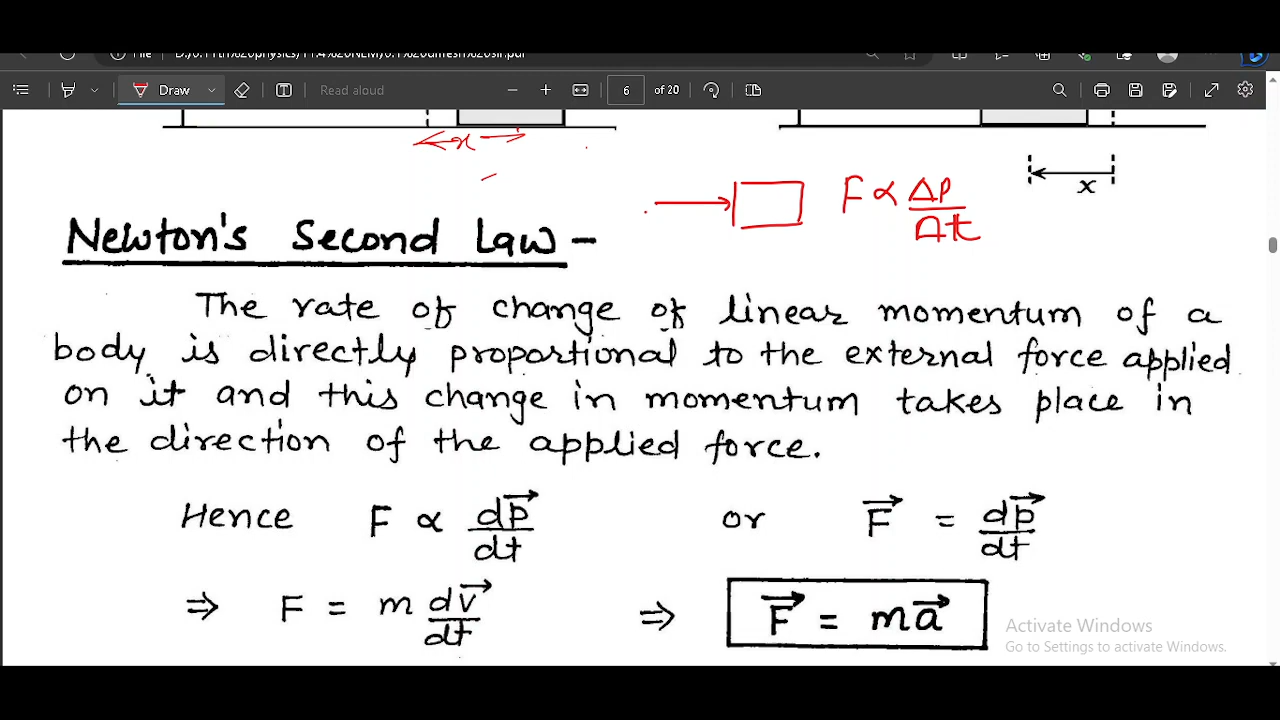 Draw
Read aloud
6 of 20
x
x
F ∝ Δp/Δt
Newton's Second Law –
The rate of change of linear momentum of a
body is directly proportional to the external force applied
on it and this change in momentum takes place in
the direction of the applied force.
Hence F ∝ dp⃗/dt or F⃗ = dp⃗/dt
⇒ F = m dv⃗/dt ⇒ F⃗ = ma⃗
Activate Windows
Go to Settings to activate Windows.